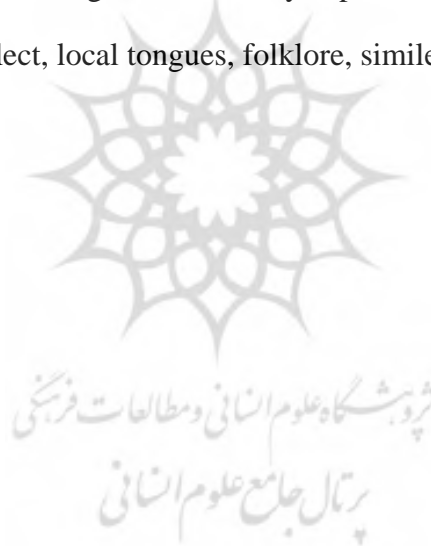 lect, local tongues, folklore, simile
پژوهشگاه علوم انسانی و مطالعات فرهنگی
پرتال جامع علوم انسانی